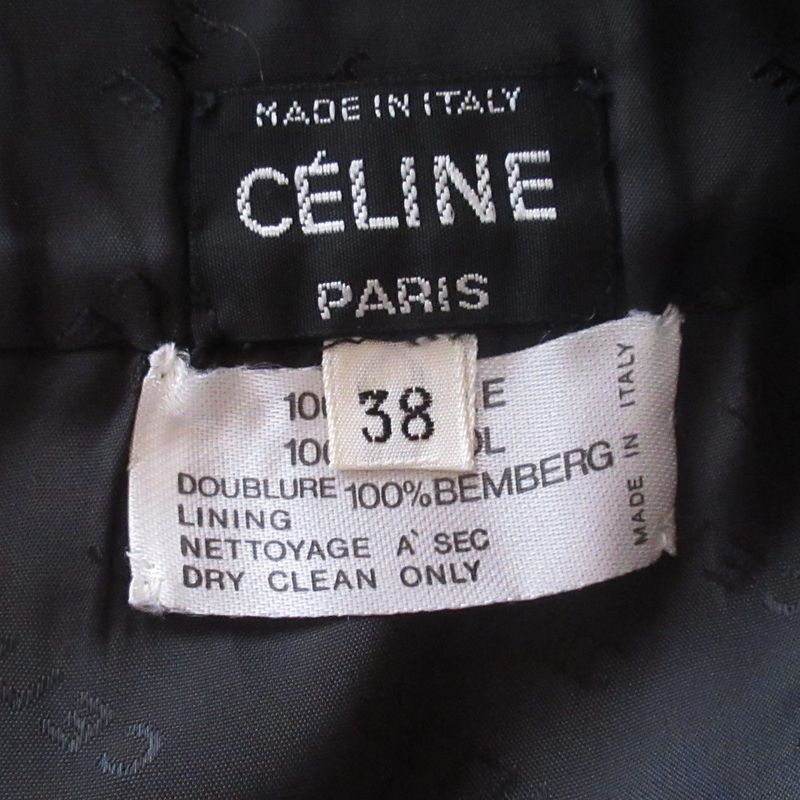 MADE IN ITALY
CÉLINE
PARIS
38
DOUBLURE 100% BEMBERG
LINING
NETTOYAGE A` SEC
DRY CLEAN ONLY
MADE IN ITALY